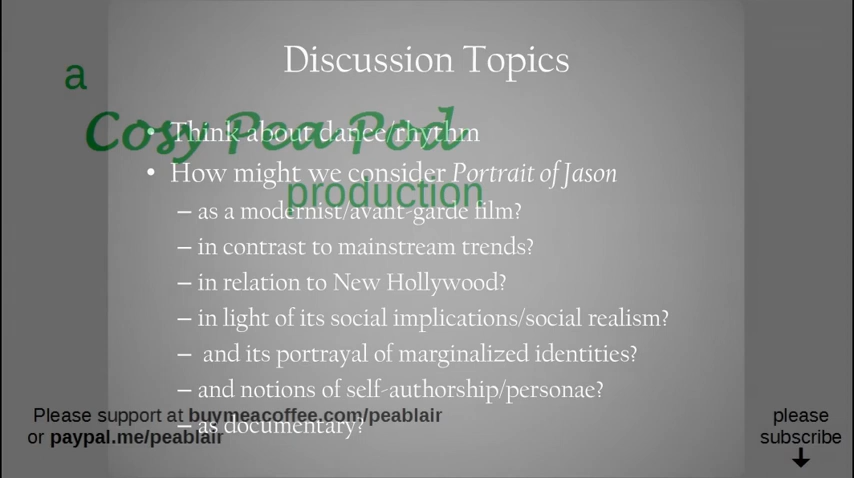 Discussion Topics
a
Cosy Pea Pod
production
• Think about dance/rhythm
• How might we consider Portrait of Jason
– as a modernist/avant-garde film?
– in contrast to mainstream trends?
– in relation to New Hollywood?
– in light of its social implications/social realism?
– and its portrayal of marginalized identities?
– and notions of self-authorship/personae?
– as documentary?
Please support at buymeacoffee.com/peablair
or paypal.me/peablair
please
subscribe